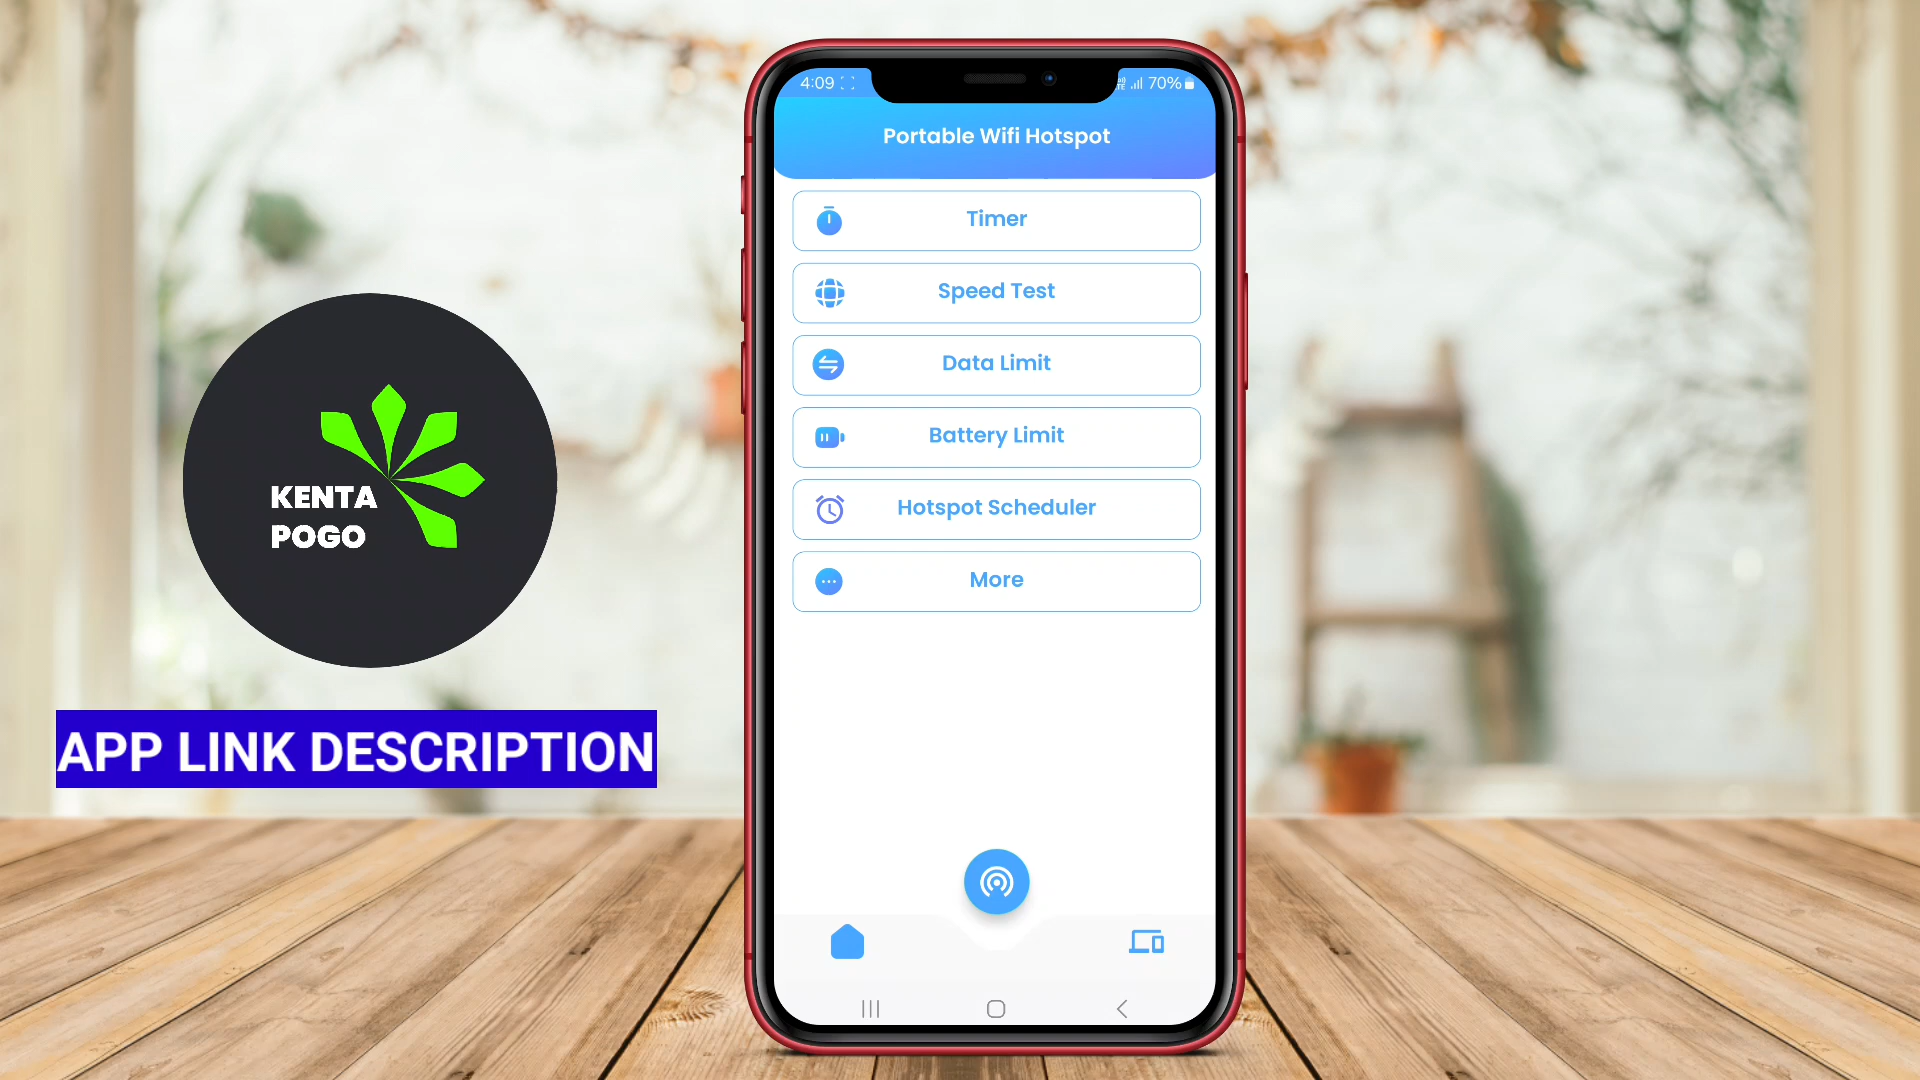 4:09
70%
Portable Wifi Hotspot
Timer
Speed Test
Data Limit
Battery Limit
Hotspot Scheduler
More
KENTA
POGO
APP LINK DESCRIPTION